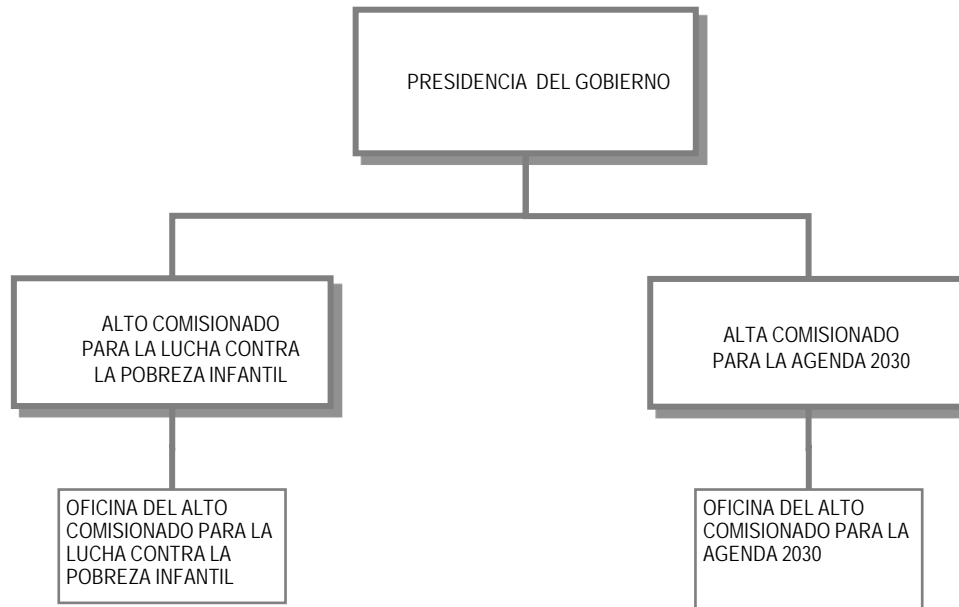 PRESIDENCIA DEL GOBIERNO
ALTO COMISIONADO
PARA LA LUCHA CONTRA
LA POBREZA INFANTIL
ALTA COMISIONADO
PARA LA AGENDA 2030
OFICINA DEL ALTO
COMISIONADO PARA LA
LUCHA CONTRA LA
POBREZA INFANTIL
OFICINA DEL ALTO
COMISIONADO PARA LA
AGENDA 2030